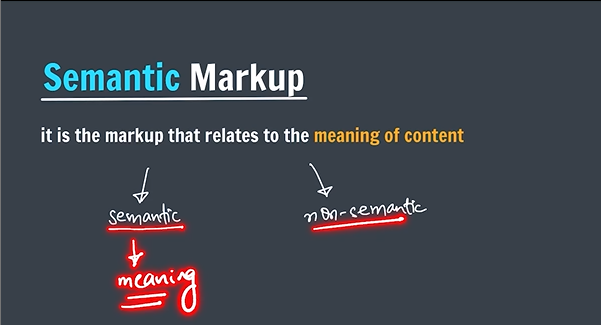 Semantic Markup
it is the markup that relates to the meaning of content
semantic
non-semantic
meaning